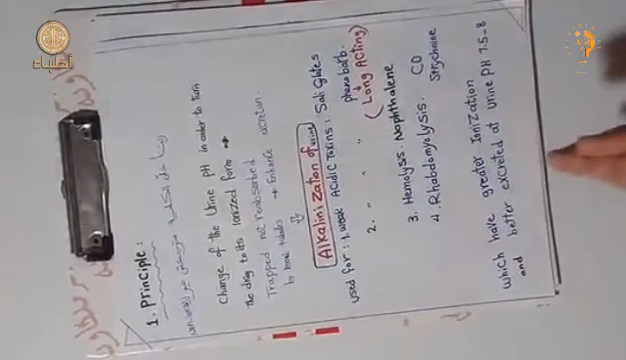 أطباء
1. Principle:
Change of the Urine PH in order to turn
the drug to its Ionized form →
Trapped not reabsorbed
by renal tubules → Enhance excretion.
Alkalinization of urine
used for: 1. weak Acidic Toxins: Salicylates
2. " " " phenobarb.
(Long Acting)
3. Hemolysis. Naphthalene
4. Rhabdomyolysis. CO
Strychnine
which have greater Ionization
and better excreted at urine PH 7.5-8